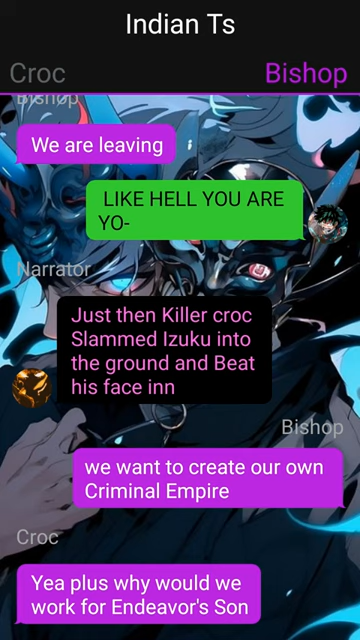 Indian Ts
Croc
Bishop
Bishop
We are leaving
LIKE HELL YOU ARE
YO-
Narrator
Just then Killer croc
Slammed Izuku into
the ground and Beat
his face inn
Bishop
we want to create our own
Criminal Empire
Croc
Yea plus why would we
work for Endeavor's Son